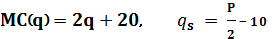 MC(q) = 2q + 20, qₛ = P/2 − 10